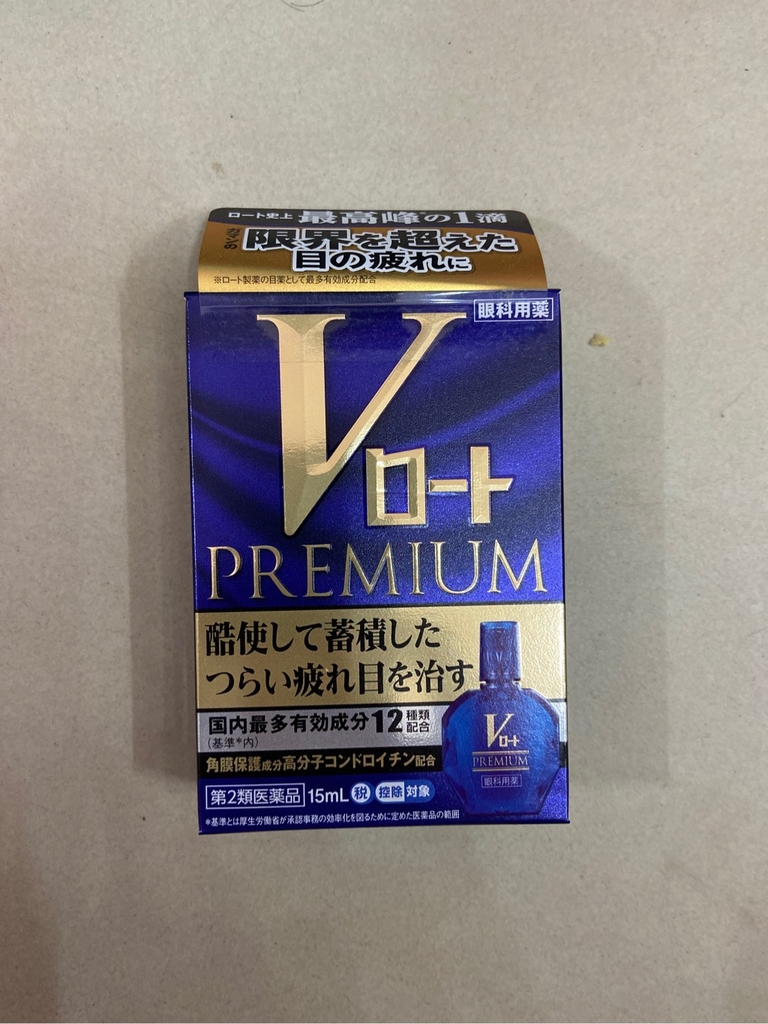 ロート史上 最高峰の1滴
ガマンの 限界を超えた
目の疲れに
※ロート製薬の目薬として最多有効成分配合
眼科用薬
V ロート
PREMIUM
酷使して蓄積した
つらい疲れ目を治す
国内最多有効成分12種類配合
(基準*内)
角膜保護成分高分子コンドロイチン配合
第2類医薬品 15mL 税 控除 対象
*基準とは厚生労働省が承認事務の効率化を図るために定めた医薬品の範囲
Vロート
PREMIUM
眼科用薬